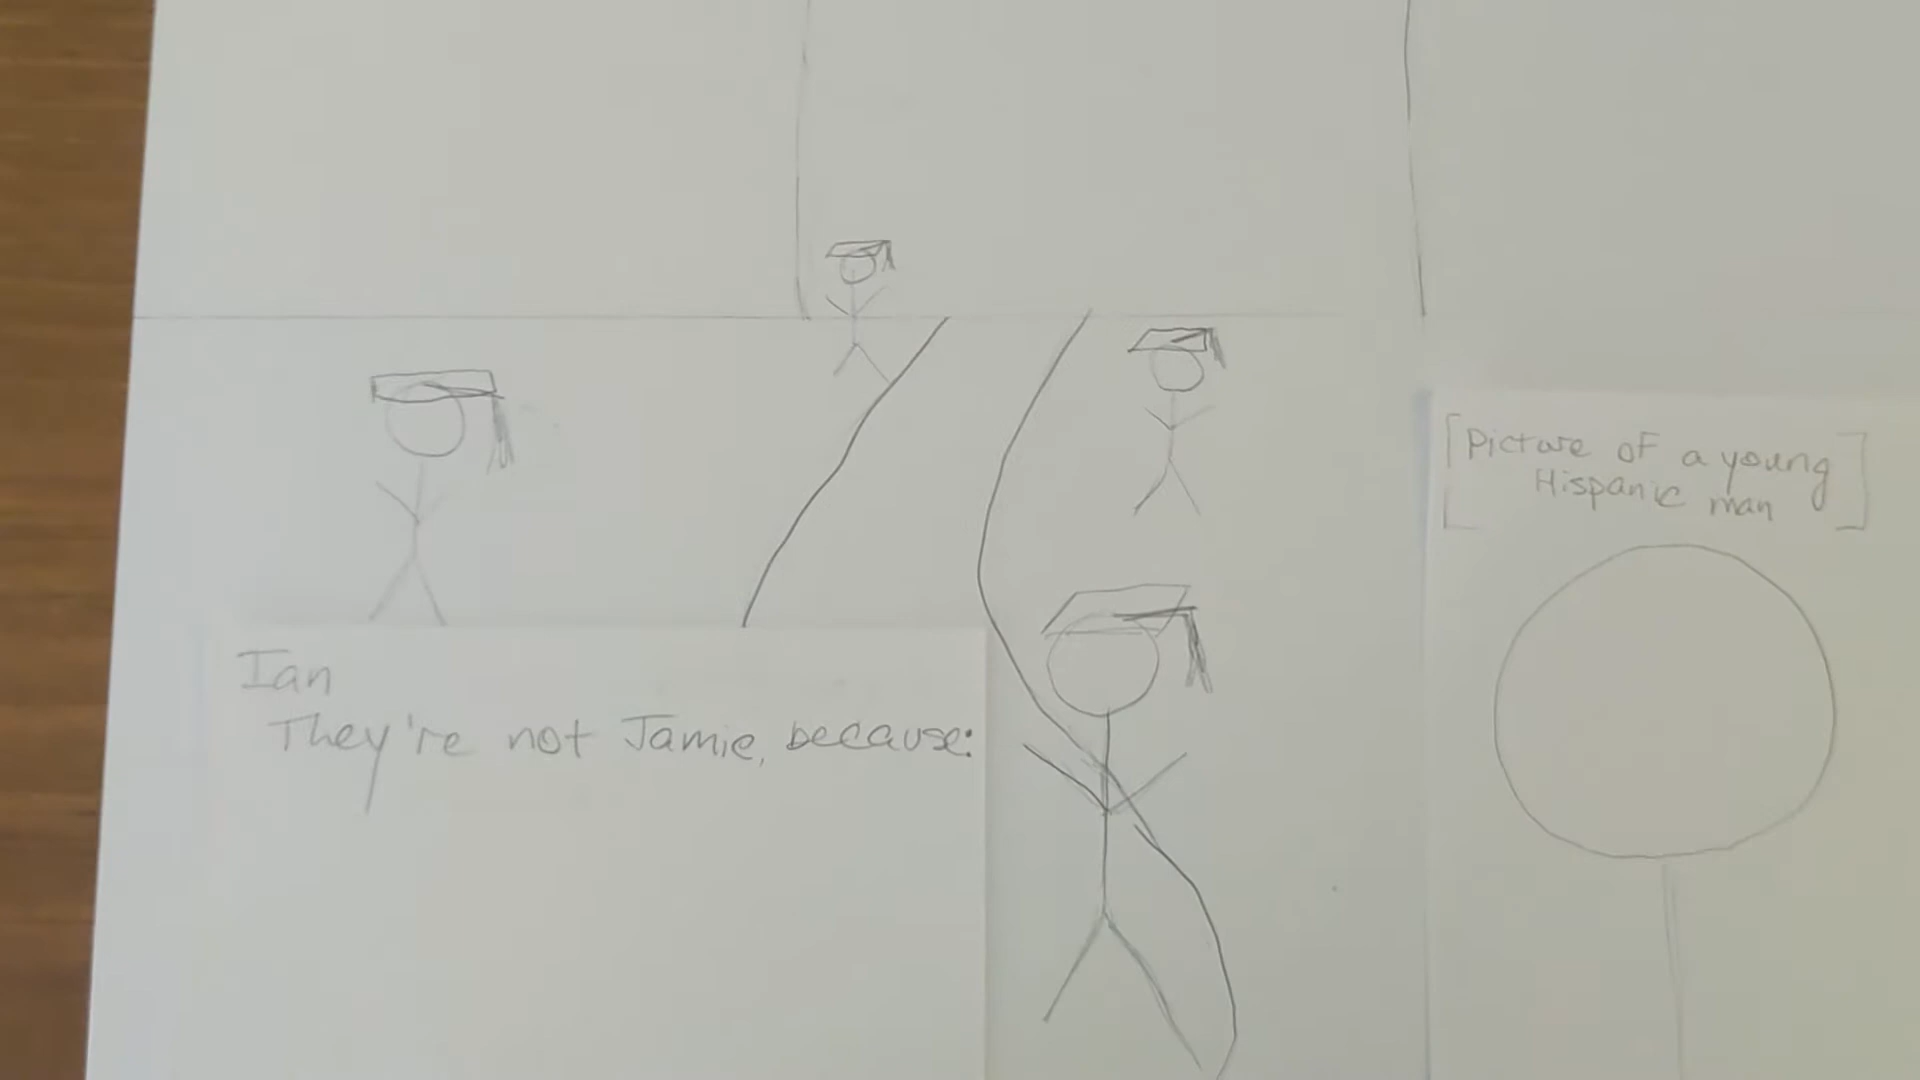 Ian
They're not Jamie, because:
[Picture of a young
Hispanic man]